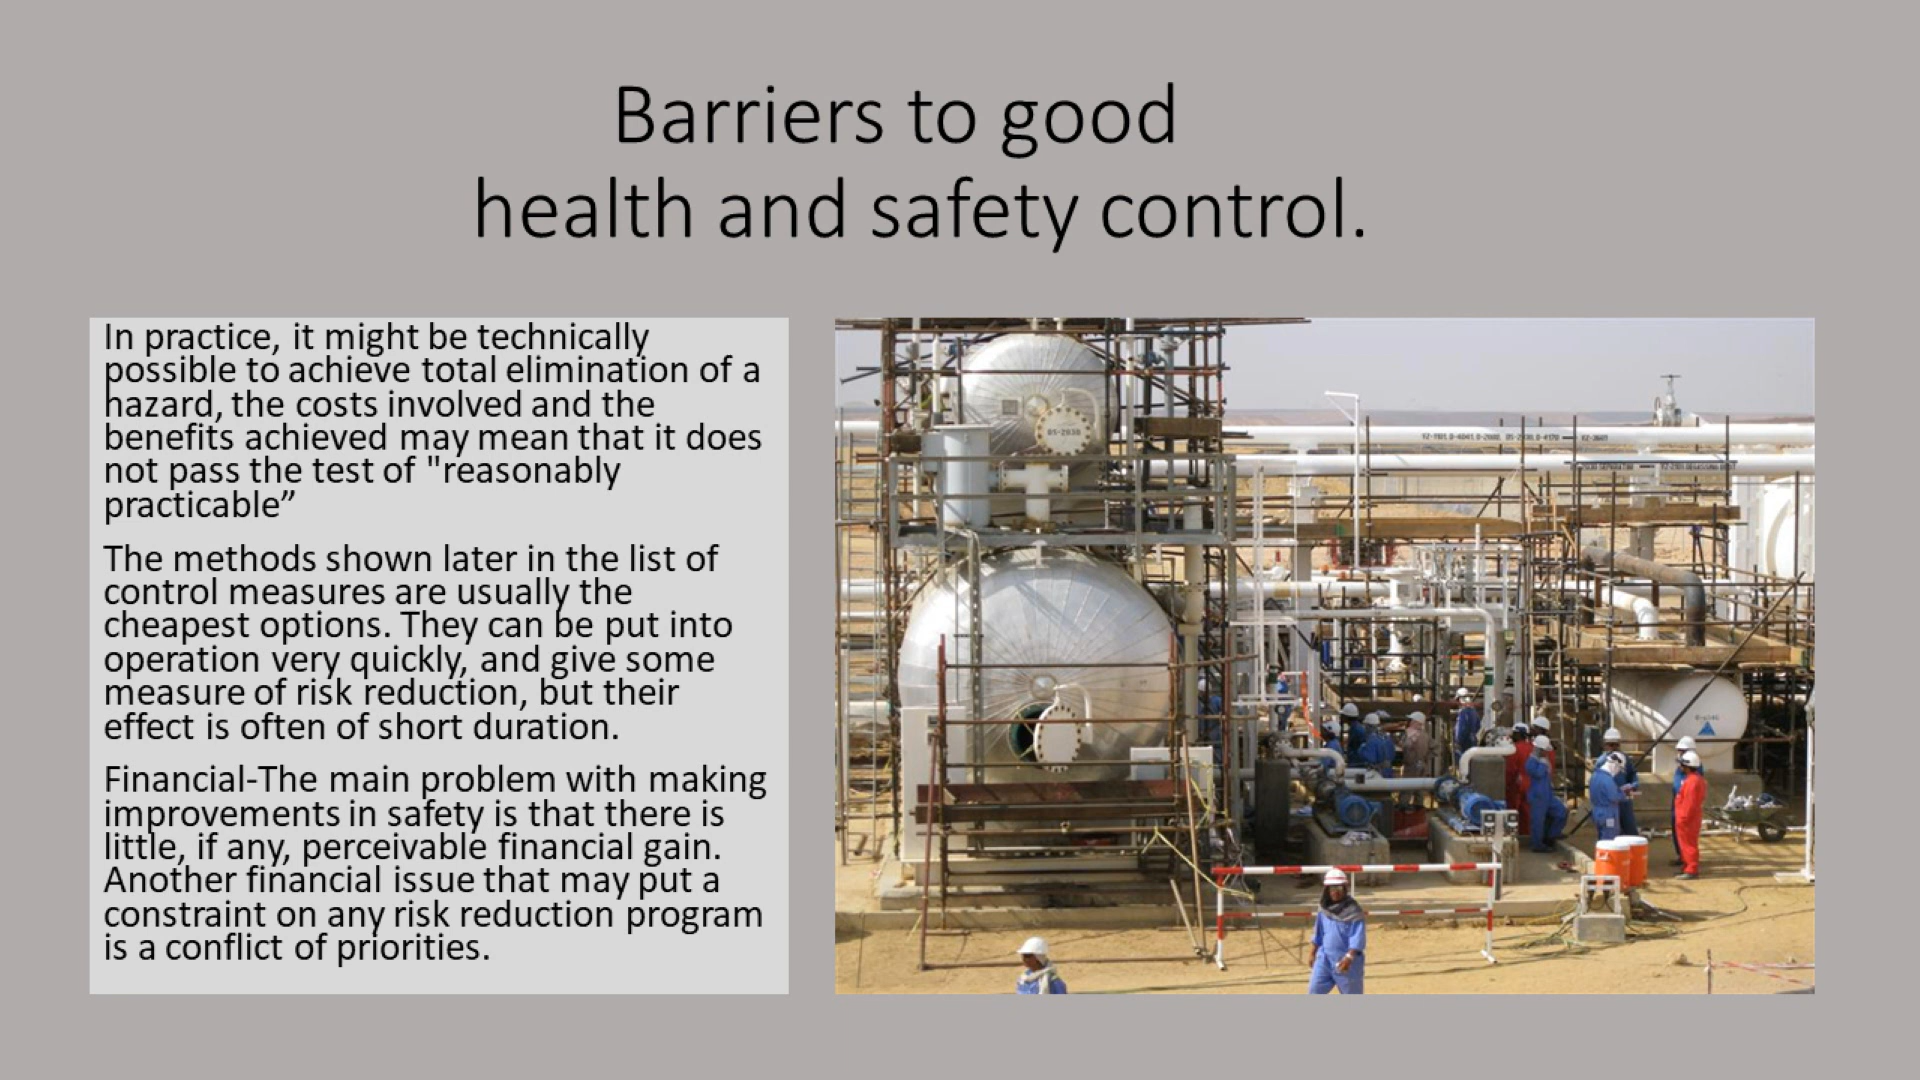 Barriers to good
health and safety control.
In practice, it might be technically
possible to achieve total elimination of a
hazard, the costs involved and the
benefits achieved may mean that it does
not pass the test of "reasonably
practicable”
The methods shown later in the list of
control measures are usually the
cheapest options. They can be put into
operation very quickly, and give some
measure of risk reduction, but their
effect is often of short duration.
Financial-The main problem with making
improvements in safety is that there is
little, if any, perceivable financial gain.
Another financial issue that may put a
constraint on any risk reduction program
is a conflict of priorities.
DS-2030